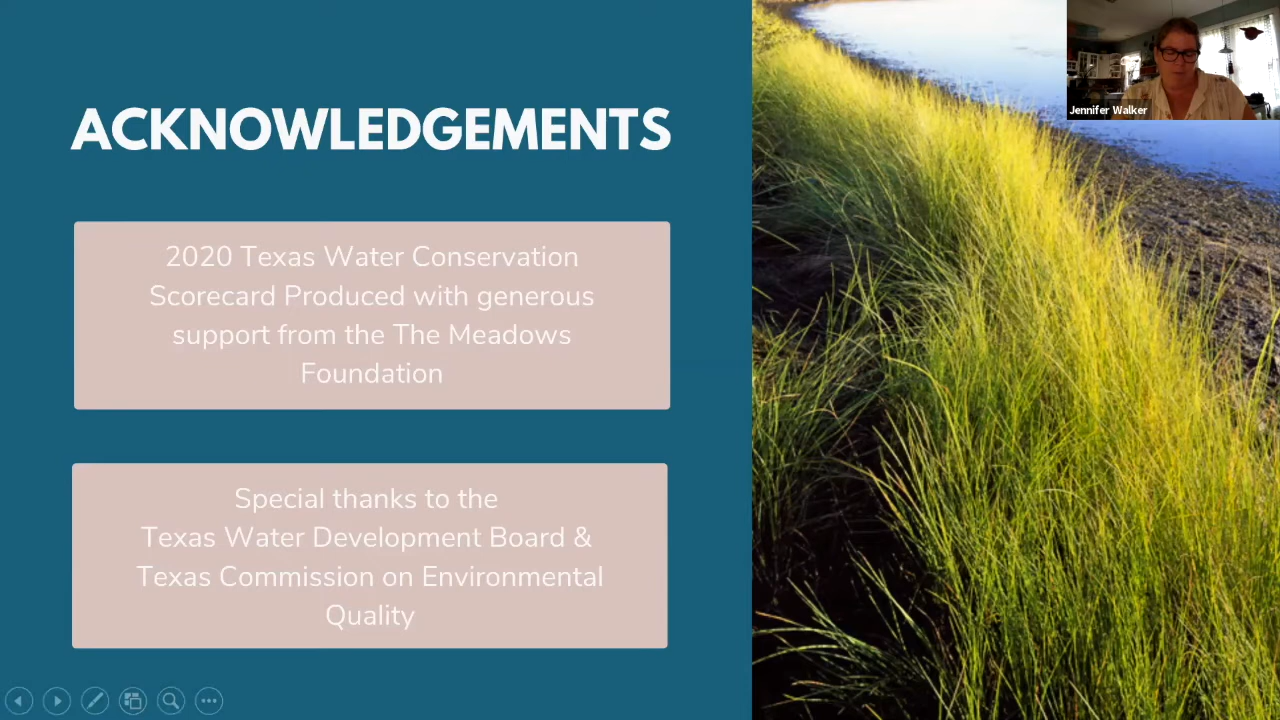 ACKNOWLEDGEMENTS
2020 Texas Water Conservation
Scorecard Produced with generous
support from the The Meadows
Foundation
Special thanks to the
Texas Water Development Board &
Texas Commission on Environmental
Quality
Jennifer Walker